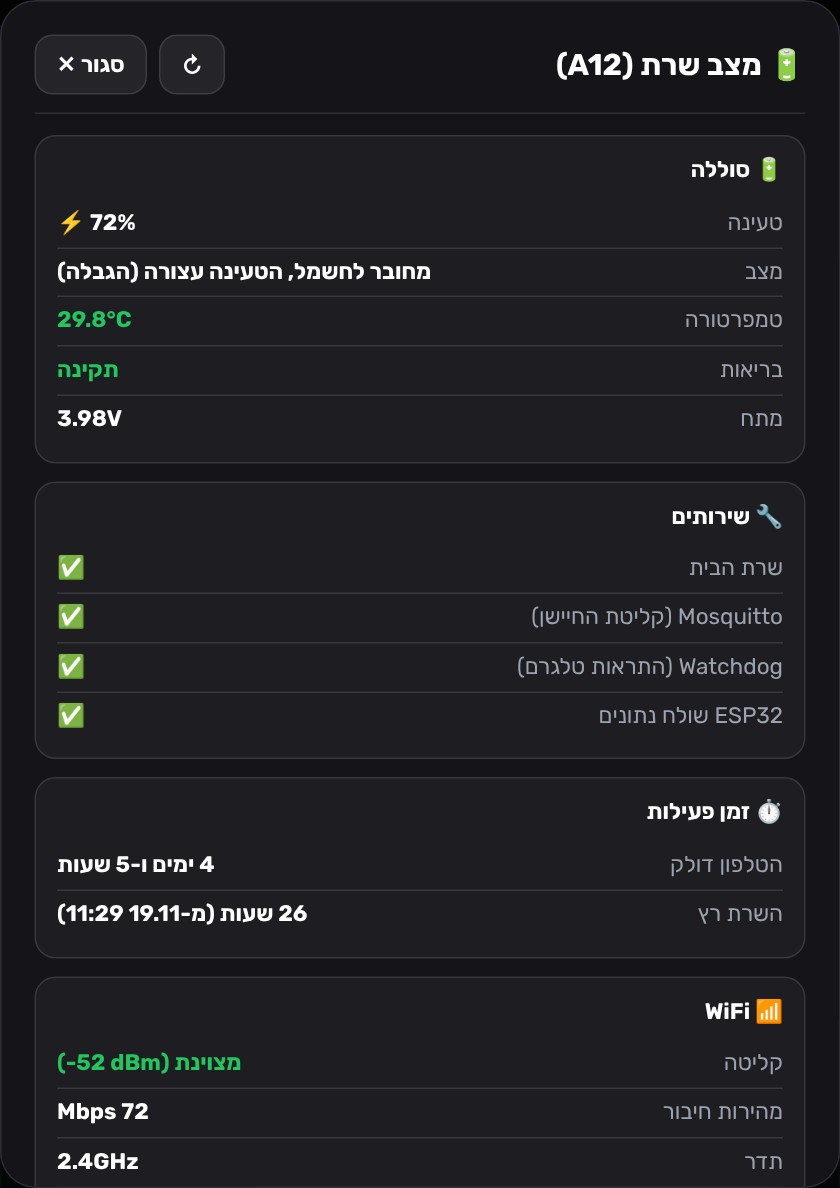 🔋 מצב שרת (A12)
↻
סגור ✕
🔋 סוללה
טעינה
72% ⚡
מצב
מחובר לחשמל, הטעינה עצורה (הגבלה)
טמפרטורה
29.8°C
בריאות
תקינה
מתח
3.98V
🔧 שירותים
שרת הבית ✅
Mosquitto (קליטת החיישן) ✅
Watchdog (התראות טלגרם) ✅
ESP32 שולח נתונים ✅
⏱️ זמן פעילות
הטלפון דולק
4 ימים ו-5 שעות
השרת רץ
26 שעות (מ-19.11 11:29)
📶 WiFi
קליטה
מצוינת (-52 dBm)
מהירות חיבור
72 Mbps
תדר
2.4GHz